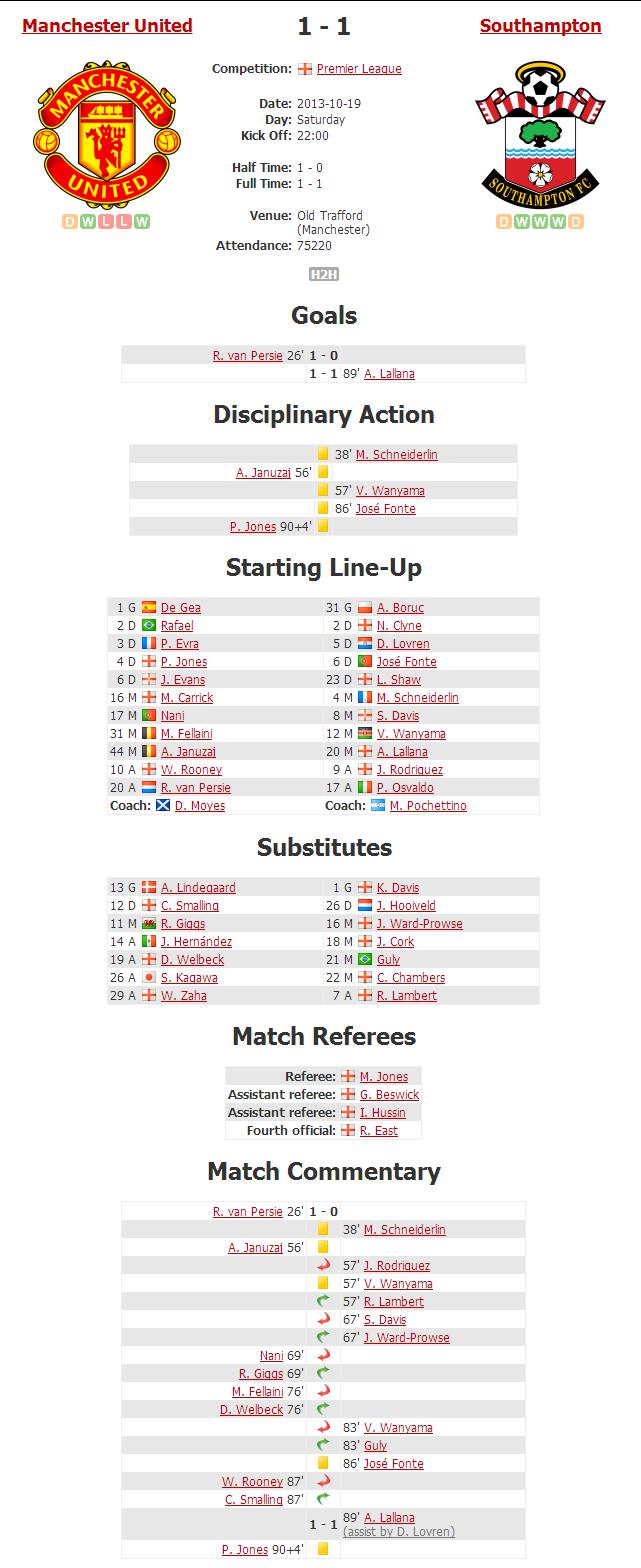 Manchester United 1 - 1 Southampton
MANCHESTER
UNITED
SOUTHAMPTON FC
Competition: Premier League
Date: 2013-10-19
Day: Saturday
Kick Off: 22:00
Half Time: 1 - 0
Full Time: 1 - 1
Venue: Old Trafford
(Manchester)
Attendance: 75220
D W L L W
D W W W D
H2H
Goals
R. van Persie 26' 1 - 0
1 - 1 89' A. Lallana
Disciplinary Action
38' M. Schneiderlin
A. Januzaj 56'
57' V. Wanyama
86' José Fonte
P. Jones 90+4'
Starting Line-Up
1 G De Gea 31 G A. Boruc
2 D Rafael 2 D N. Clyne
3 D P. Evra 5 D D. Lovren
4 D P. Jones 6 D José Fonte
6 D J. Evans 23 D L. Shaw
16 M M. Carrick 4 M M. Schneiderlin
17 M Nani 8 M S. Davis
31 M M. Fellaini 12 M V. Wanyama
44 M A. Januzaj 20 M A. Lallana
10 A W. Rooney 9 A J. Rodriguez
20 A R. van Persie 17 A P. Osvaldo
Coach: D. Moyes Coach: M. Pochettino
Substitutes
13 G A. Lindegaard 1 G K. Davis
12 D C. Smalling 26 D J. Hooiveld
11 M R. Giggs 16 M J. Ward-Prowse
14 A J. Hernández 18 M J. Cork
19 A D. Welbeck 21 M Guly
26 A S. Kagawa 22 M C. Chambers
29 A W. Zaha 7 A R. Lambert
Match Referees
Referee: M. Jones
Assistant referee: G. Beswick
Assistant referee: I. Hussin
Fourth official: R. East
Match Commentary
R. van Persie 26' 1 - 0
38' M. Schneiderlin
A. Januzaj 56'
57' J. Rodriguez
57' V. Wanyama
57' R. Lambert
67' S. Davis
67' J. Ward-Prowse
Nani 69'
R. Giggs 69'
M. Fellaini 76'
D. Welbeck 76'
83' V. Wanyama
83' Guly
86' José Fonte
W. Rooney 87'
C. Smalling 87'
1 - 1 89' A. Lallana
(assist by D. Lovren)
P. Jones 90+4'